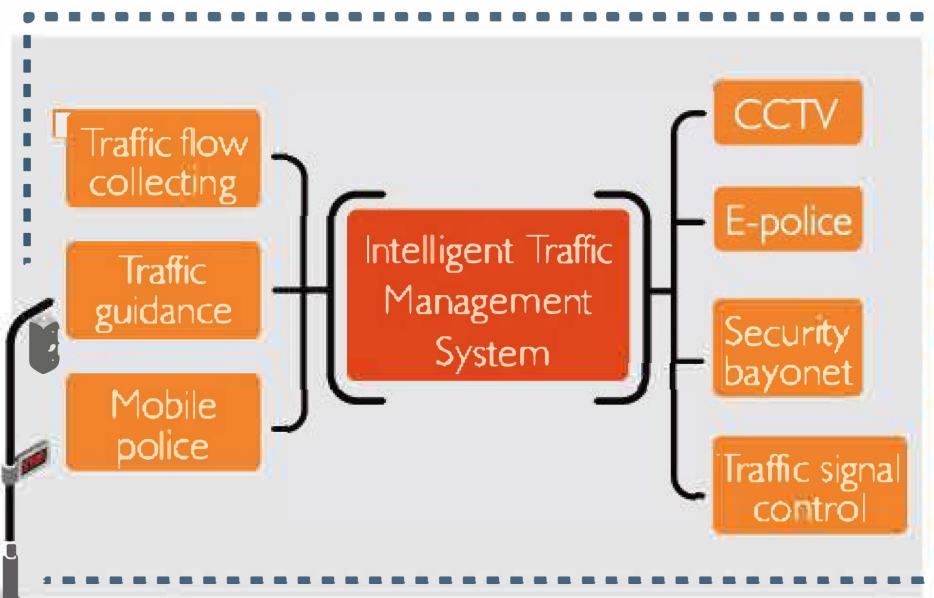 Traffic flow
collecting
Traffic
guidance
Mobile
police
Intelligent Traffic
Management
System
CCTV
E-police
Security
bayonet
Traffic signal
control